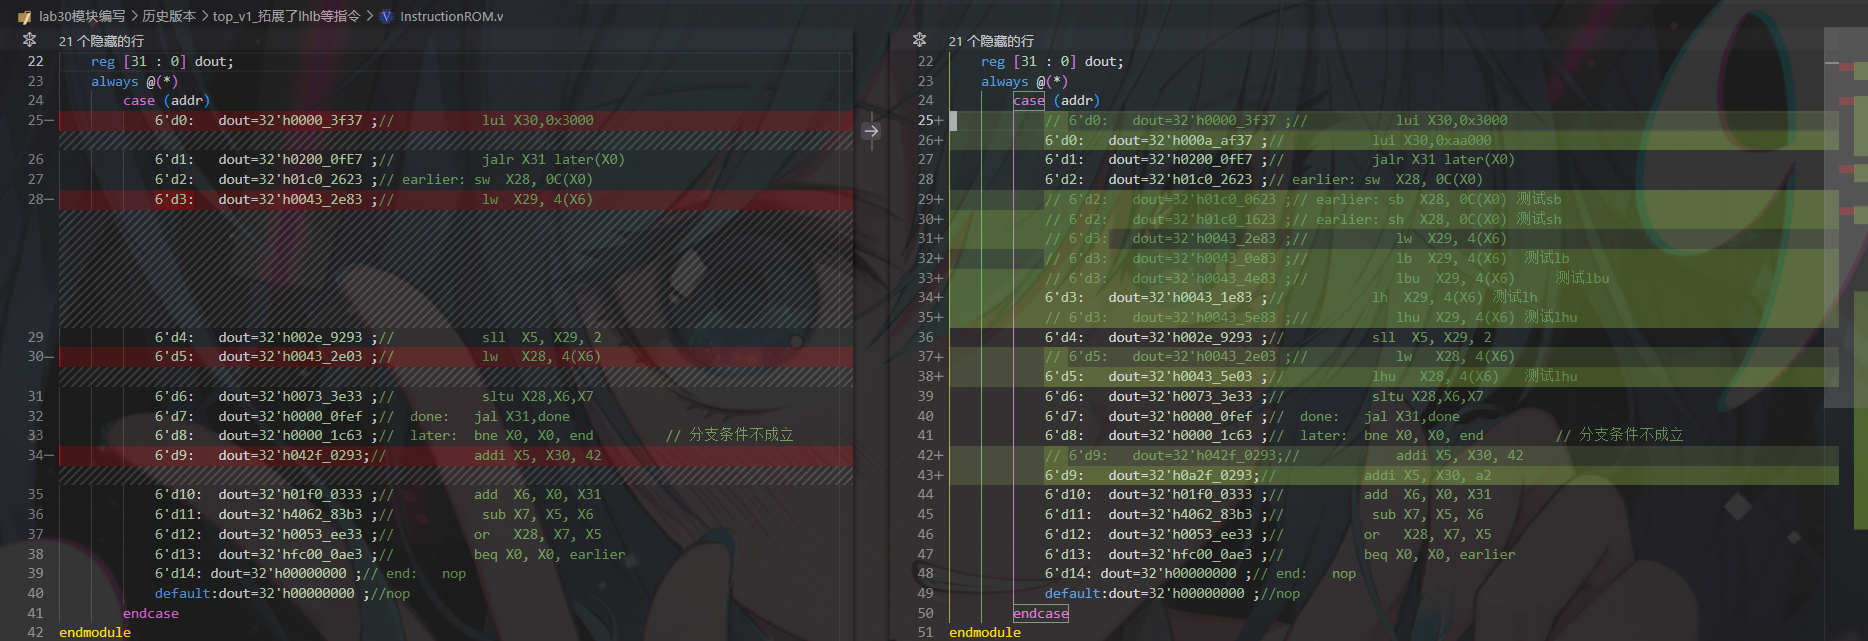 lab30模块编写 > 历史版本 > top_v1_拓展了lhlb等指令 > InstructionROM.v
21 个隐藏的行
22 reg [31 : 0] dout;
23 always @(*)
24 case (addr)
25− 6'd0: dout=32'h0000_3f37 ;// lui X30,0x3000
26 6'd1: dout=32'h0200_0fE7 ;// jalr X31 later(X0)
27 6'd2: dout=32'h01c0_2623 ;// earlier: sw X28, 0C(X0)
28− 6'd3: dout=32'h0043_2e83 ;// lw X29, 4(X6)
29 6'd4: dout=32'h002e_9293 ;// sll X5, X29, 2
30− 6'd5: dout=32'h0043_2e03 ;// lw X28, 4(X6)
31 6'd6: dout=32'h0073_3e33 ;// sltu X28,X6,X7
32 6'd7: dout=32'h0000_0fef ;// done: jal X31,done
33 6'd8: dout=32'h0000_1c63 ;// later: bne X0, X0, end // 分支条件不成立
34− 6'd9: dout=32'h042f_0293;// addi X5, X30, 42
35 6'd10: dout=32'h01f0_0333 ;// add X6, X0, X31
36 6'd11: dout=32'h4062_83b3 ;// sub X7, X5, X6
37 6'd12: dout=32'h0053_ee33 ;// or X28, X7, X5
38 6'd13: dout=32'hfc00_0ae3 ;// beq X0, X0, earlier
39 6'd14: dout=32'h00000000 ;// end: nop
40 default:dout=32'h00000000 ;//nop
41 endcase
42 endmodule
21 个隐藏的行
22 reg [31 : 0] dout;
23 always @(*)
24 case (addr)
25+ // 6'd0: dout=32'h0000_3f37 ;// lui X30,0x3000
26+ 6'd0: dout=32'h000a_af37 ;// lui X30,0xaa000
27 6'd1: dout=32'h0200_0fE7 ;// jalr X31 later(X0)
28 6'd2: dout=32'h01c0_2623 ;// earlier: sw X28, 0C(X0)
29+ // 6'd2: dout=32'h01c0_0623 ;// earlier: sb X28, 0C(X0) 测试sb
30+ // 6'd2: dout=32'h01c0_1623 ;// earlier: sh X28, 0C(X0) 测试sh
31+ // 6'd3: dout=32'h0043_2e83 ;// lw X29, 4(X6)
32+ // 6'd3: dout=32'h0043_0e83 ;// lb X29, 4(X6) 测试lb
33+ // 6'd3: dout=32'h0043_4e83 ;// lbu X29, 4(X6) 测试lbu
34+ 6'd3: dout=32'h0043_1e83 ;// lh X29, 4(X6) 测试lh
35+ // 6'd3: dout=32'h0043_5e83 ;// lhu X29, 4(X6) 测试lhu
36 6'd4: dout=32'h002e_9293 ;// sll X5, X29, 2
37+ // 6'd5: dout=32'h0043_2e03 ;// lw X28, 4(X6)
38+ 6'd5: dout=32'h0043_5e03 ;// lhu X28, 4(X6) 测试lhu
39 6'd6: dout=32'h0073_3e33 ;// sltu X28,X6,X7
40 6'd7: dout=32'h0000_0fef ;// done: jal X31,done
41 6'd8: dout=32'h0000_1c63 ;// later: bne X0, X0, end // 分支条件不成立
42+ // 6'd9: dout=32'h042f_0293;// addi X5, X30, 42
43+ 6'd9: dout=32'h0a2f_0293;// addi X5, X30, a2
44 6'd10: dout=32'h01f0_0333 ;// add X6, X0, X31
45 6'd11: dout=32'h4062_83b3 ;// sub X7, X5, X6
46 6'd12: dout=32'h0053_ee33 ;// or X28, X7, X5
47 6'd13: dout=32'hfc00_0ae3 ;// beq X0, X0, earlier
48 6'd14: dout=32'h00000000 ;// end: nop
49 default:dout=32'h00000000 ;//nop
50 endcase
51 endmodule